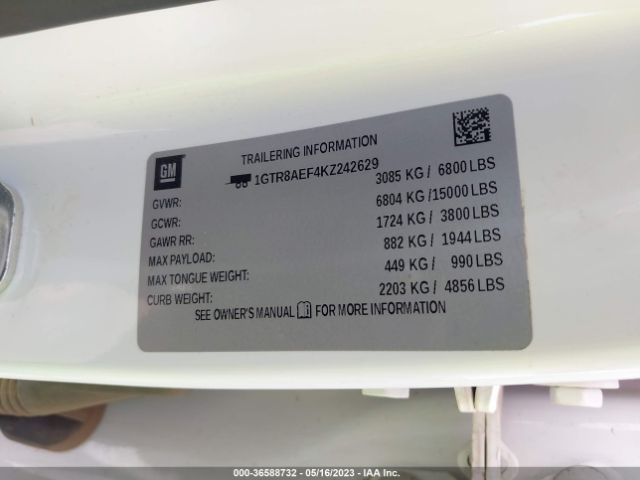 GM
TRAILERING INFORMATION
1GTR8AEF4KZ242629
GVWR: 3085 KG / 6800 LBS
GCWR: 6804 KG /15000 LBS
GAWR RR: 1724 KG / 3800 LBS
MAX PAYLOAD: 882 KG / 1944 LBS
MAX TONGUE WEIGHT: 449 KG / 990 LBS
CURB WEIGHT: 2203 KG / 4856 LBS
SEE OWNER'S MANUAL FOR MORE INFORMATION
000-36588732 - 05/16/2023 - IAA Inc.